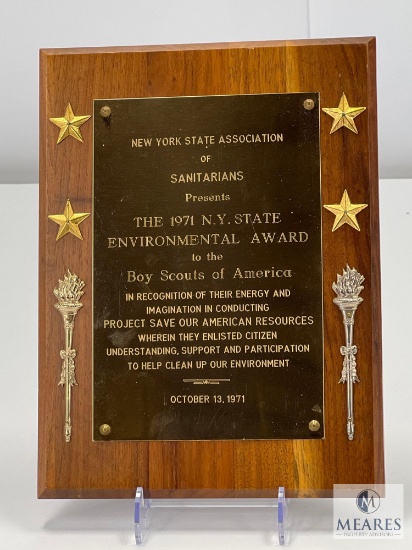 NEW YORK STATE ASSOCIATION
OF
SANITARIANS
Presents
THE 1971 N.Y. STATE
ENVIRONMENTAL AWARD
to the
Boy Scouts of America
IN RECOGNITION OF THEIR ENERGY AND
IMAGINATION IN CONDUCTING
PROJECT SAVE OUR AMERICAN RESOURCES
WHEREIN THEY ENLISTED CITIZEN
UNDERSTANDING, SUPPORT AND PARTICIPATION
TO HELP CLEAN UP OUR ENVIRONMENT
OCTOBER 13, 1971
M
MEARES
PROPERTY ADVISORS